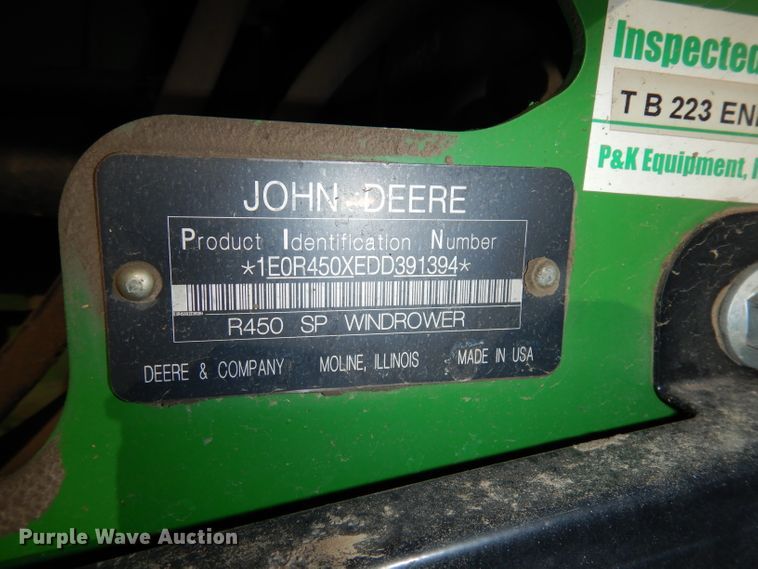 Inspected
T B 223 EN
P&K Equipment,
JOHN DEERE
Product Identification Number
*1E0R450XEDD391394*
R450 SP WINDROWER
DEERE & COMPANY MOLINE, ILLINOIS MADE IN USA
Purple Wave Auction